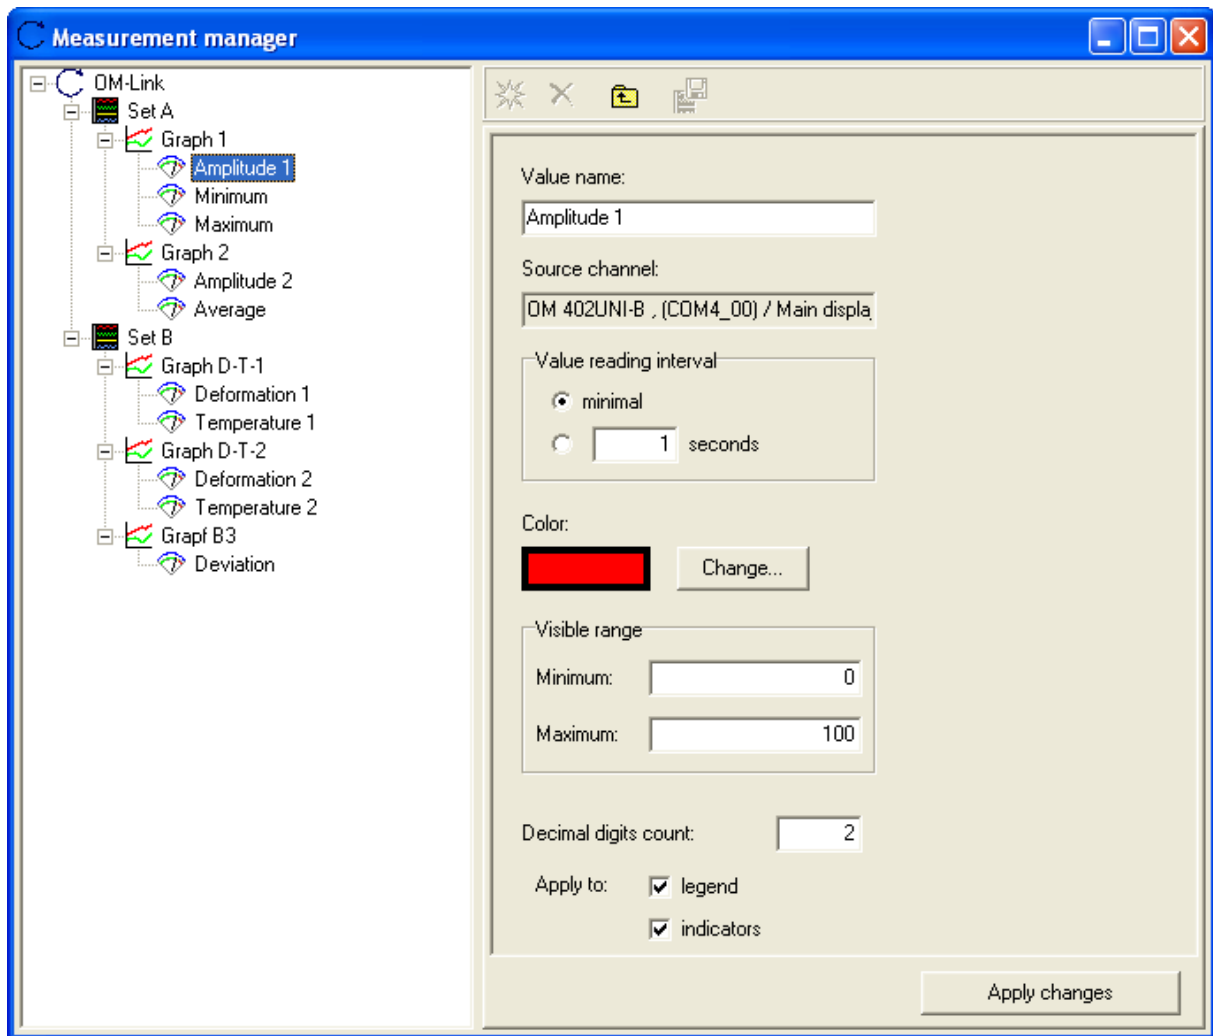 Measurement manager
OM-Link
Set A
Graph 1
Amplitude 1
Minimum
Maximum
Graph 2
Amplitude 2
Average
Set B
Graph D-T-1
Deformation 1
Temperature 1
Graph D-T-2
Deformation 2
Temperature 2
Grapf B3
Deviation
Value name:
Amplitude 1
Source channel:
OM 402UNI-B , (COM4_00) / Main displa
Value reading interval
minimal
1 seconds
Color:
Change...
Visible range
Minimum: 0
Maximum: 100
Decimal digits count: 2
Apply to: legend
indicators
Apply changes